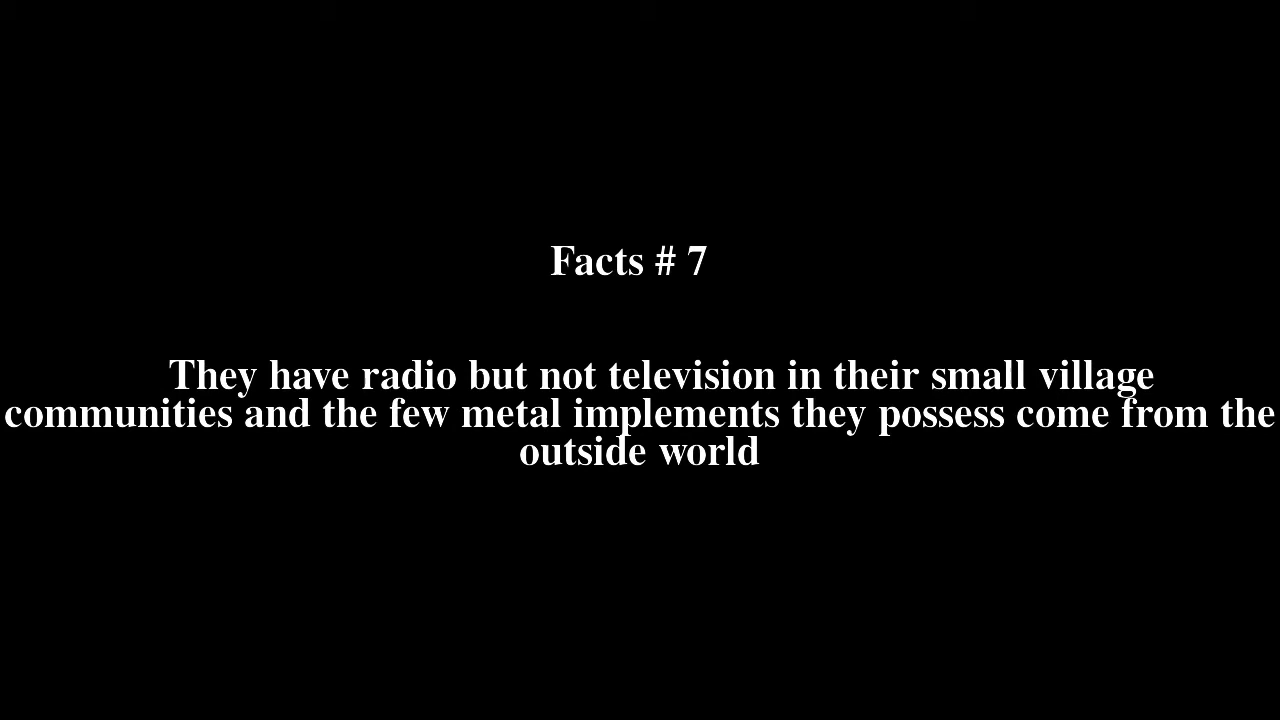 Facts # 7
They have radio but not television in their small village
communities and the few metal implements they possess come from the
outside world